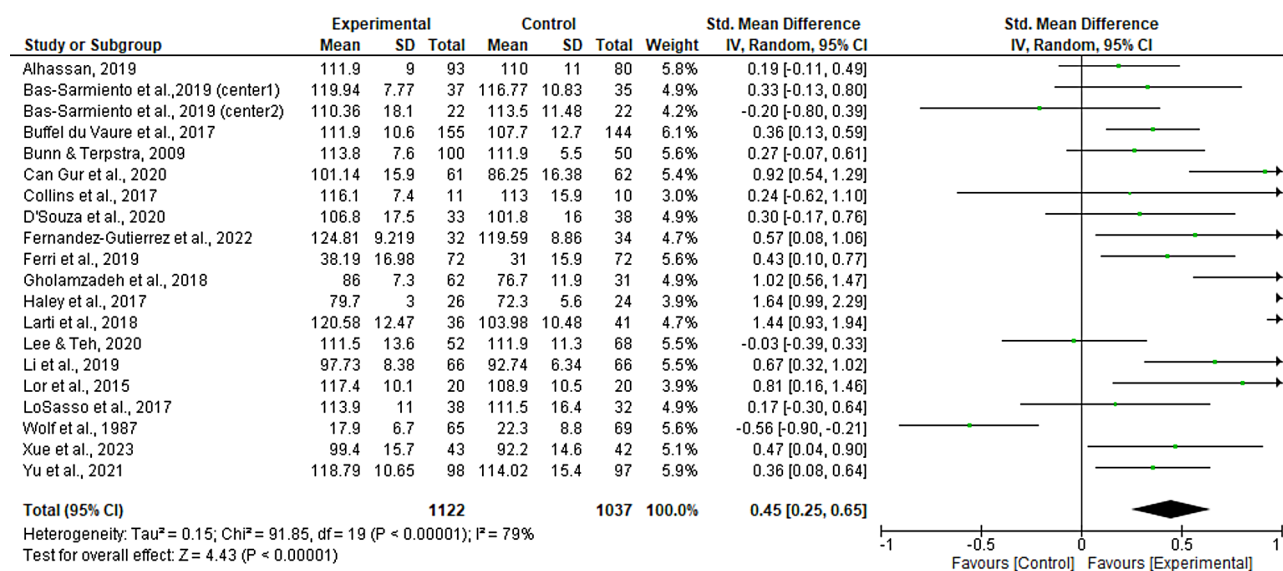 Experimental Control Std. Mean Difference Std. Mean Difference
Study or Subgroup Mean SD Total Mean SD Total Weight IV, Random, 95% CI IV, Random, 95% CI
Alhassan, 2019 111.9 9 93 110 11 80 5.8% 0.19 [-0.11, 0.49]
Bas-Sarmiento et al.,2019 (center1) 119.94 7.77 37 116.77 10.83 35 4.9% 0.33 [-0.13, 0.80]
Bas-Sarmiento et al., 2019 (center2) 110.36 18.1 22 113.5 11.48 22 4.2% -0.20 [-0.80, 0.39]
Buffel du Vaure et al., 2017 111.9 10.6 155 107.7 12.7 144 6.1% 0.36 [0.13, 0.59]
Bunn & Terpstra, 2009 113.8 7.6 100 111.9 5.5 50 5.6% 0.27 [-0.07, 0.61]
Can Gur et al., 2020 101.14 15.9 61 86.25 16.38 62 5.4% 0.92 [0.54, 1.29]
Collins et al., 2017 116.1 7.4 11 113 15.9 10 3.1% 0.24 [-0.62, 1.10]
D'Souza et al., 2020 106.8 17.5 33 101.8 16 38 4.9% 0.30 [-0.17, 0.76]
Fernandez-Gutierrez et al., 2022 124.81 9.219 32 119.59 8.86 34 4.7% 0.57 [0.08, 1.06]
Ferri et al., 2019 38.19 16.98 72 31 15.9 72 5.6% 0.43 [0.10, 0.77]
Gholamzadeh et al., 2018 86 7.3 62 76.7 11.9 31 5.0% 1.02 [0.56, 1.47]
Haley et al., 2017 79.7 3 26 72.3 5.6 24 3.9% 1.64 [0.99, 2.29]
Larti et al., 2018 120.58 12.47 36 103.98 10.48 41 4.7% 1.44 [0.93, 1.94]
Lee & Teh, 2020 111.5 13.6 52 111.9 11.3 68 5.5% -0.03 [-0.39, 0.33]
Li et al., 2019 97.73 8.38 66 92.74 6.34 66 5.5% 0.67 [0.32, 1.02]
Lor et al., 2015 117.4 10.1 20 108.9 10.5 20 3.9% 0.81 [0.16, 1.46]
LoSasso et al., 2017 113.9 11 38 111.5 16.4 32 4.9% 0.17 [-0.30, 0.64]
Wolf et al., 1987 17.9 6.7 65 22.3 8.8 69 5.5% -0.56 [-0.90, -0.21]
Xue et al., 2023 99.4 15.7 43 92.2 14.6 42 5.1% 0.47 [0.04, 0.90]
Yu et al., 2021 118.79 10.65 98 114.02 15.4 97 5.9% 0.36 [0.08, 0.64]
Total (95% CI) 1122 1037 100.0% 0.45 [0.25, 0.65]
Heterogeneity: Tau² = 0.15; Chi² = 91.85, df = 19 (P < 0.00001); I² = 79%
Test for overall effect: Z = 4.43 (P < 0.00001)
-1 -0.5 0 0.5 1
Favours [Control] Favours [Experimental]